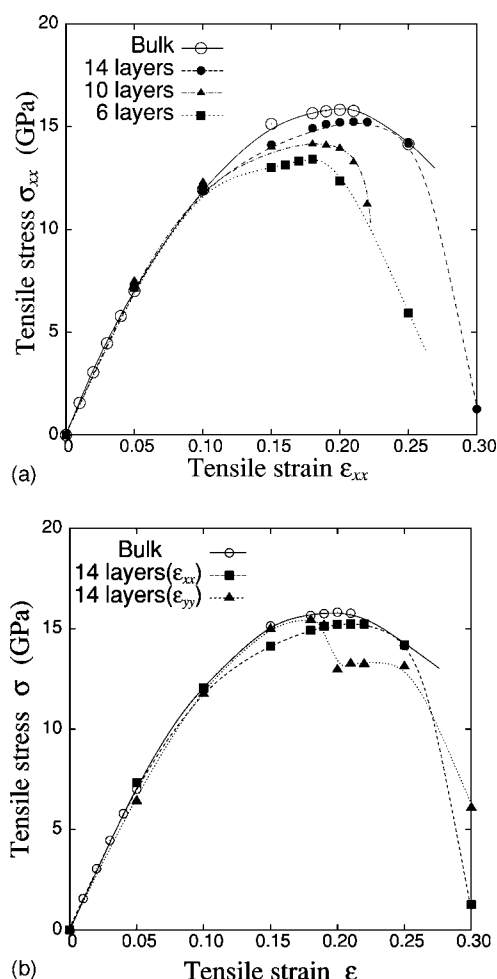 20
15
10
5
0
Tensile stress σxx (GPa)
Bulk
14 layers
10 layers
6 layers
0.05
0.10
0.15
0.20
0.25
0.30
Tensile strain εxx
(a)
20
15
10
5
0
Tensile stress σ (GPa)
Bulk
14 layers(εxx)
14 layers(εyy)
0
0.05
0.10
0.15
0.20
0.25
0.30
Tensile strain ε
(b)